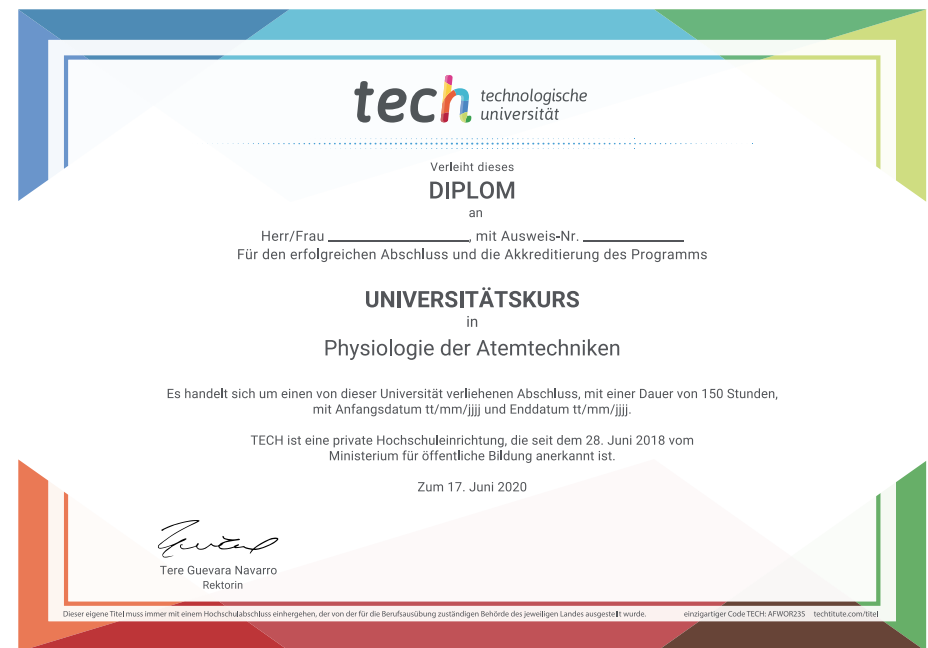 tech technologische
universität
Verleiht dieses
DIPLOM
an
Herr/Frau ____________, mit Ausweis-Nr. ____________
Für den erfolgreichen Abschluss und die Akkreditierung des Programms
UNIVERSITÄTSKURS
in
Physiologie der Atemtechniken
Es handelt sich um einen von dieser Universität verliehenen Abschluss, mit einer Dauer von 150 Stunden,
mit Anfangsdatum tt/mm/jjjj und Enddatum tt/mm/jjjj.
TECH ist eine private Hochschuleinrichtung, die seit dem 28. Juni 2018 vom
Ministerium für öffentliche Bildung anerkannt ist.
Zum 17. Juni 2020
Tere Guevara Navarro
Rektorin
Dieser eigene Titel muss immer mit einem Hochschulabschluss einhergehen, der von der für die Berufsausübung zuständigen Behörde des jeweiligen Landes ausgestellt wurde. einzigartiger Code TECH: AFWOR23S techtitute.com/titel